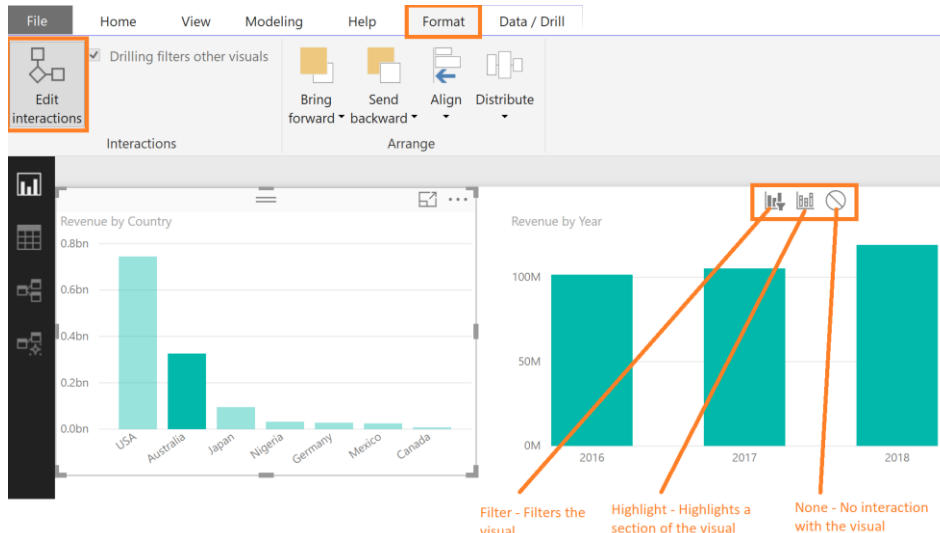 File Home View Modeling Help Format Data / Drill
Drilling filters other visuals
Edit
interactions
Bring
forward
Send
backward
Align
Distribute
Interactions
Arrange
Revenue by Country
0.8bn
0.6bn
0.4bn
0.2bn
0.0bn
USA Australia Japan Nigeria Germany Mexico Canada
Revenue by Year
100M
50M
0M
2016 2017 2018
Filter - Filters the
visual
Highlight - Highlights a
section of the visual
None - No interaction
with the visual